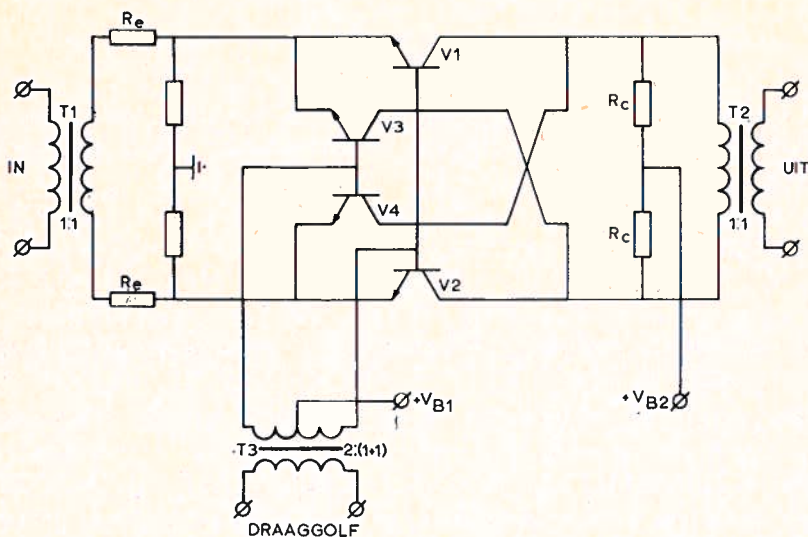 Re
V1
V3
T1
Rc
T2
IN
UIT
V4
1:1
Rc
1:1
Re
V2
+VB1
+VB2
T3
2:(1+1)
DRAAGGOLF